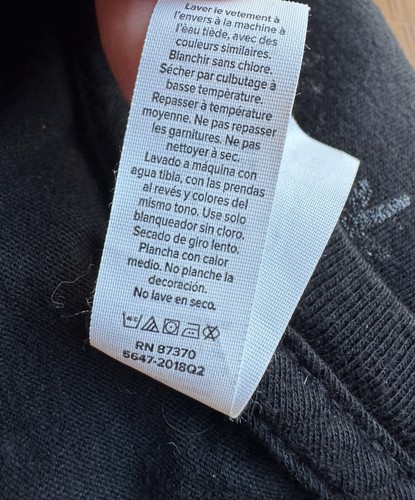 Laver le vetement à
l'envers à la machine à
l'eau tiède, avec des
couleurs similaires.
Blanchir sans chlore.
Sécher par culbutage à
basse température.
Repasser à température
moyenne. Ne pas repasser
les garnitures. Ne pas
nettoyer à sec.
Lavado a máquina con
agua tibia, con las prendas
al revés y colores del
mismo tono. Use solo
blanqueador sin cloro.
Secado de giro lento.
Plancha con calor
medio. No planche la
decoración.
No lave en seco.
RN 87370
6647-2018Q2